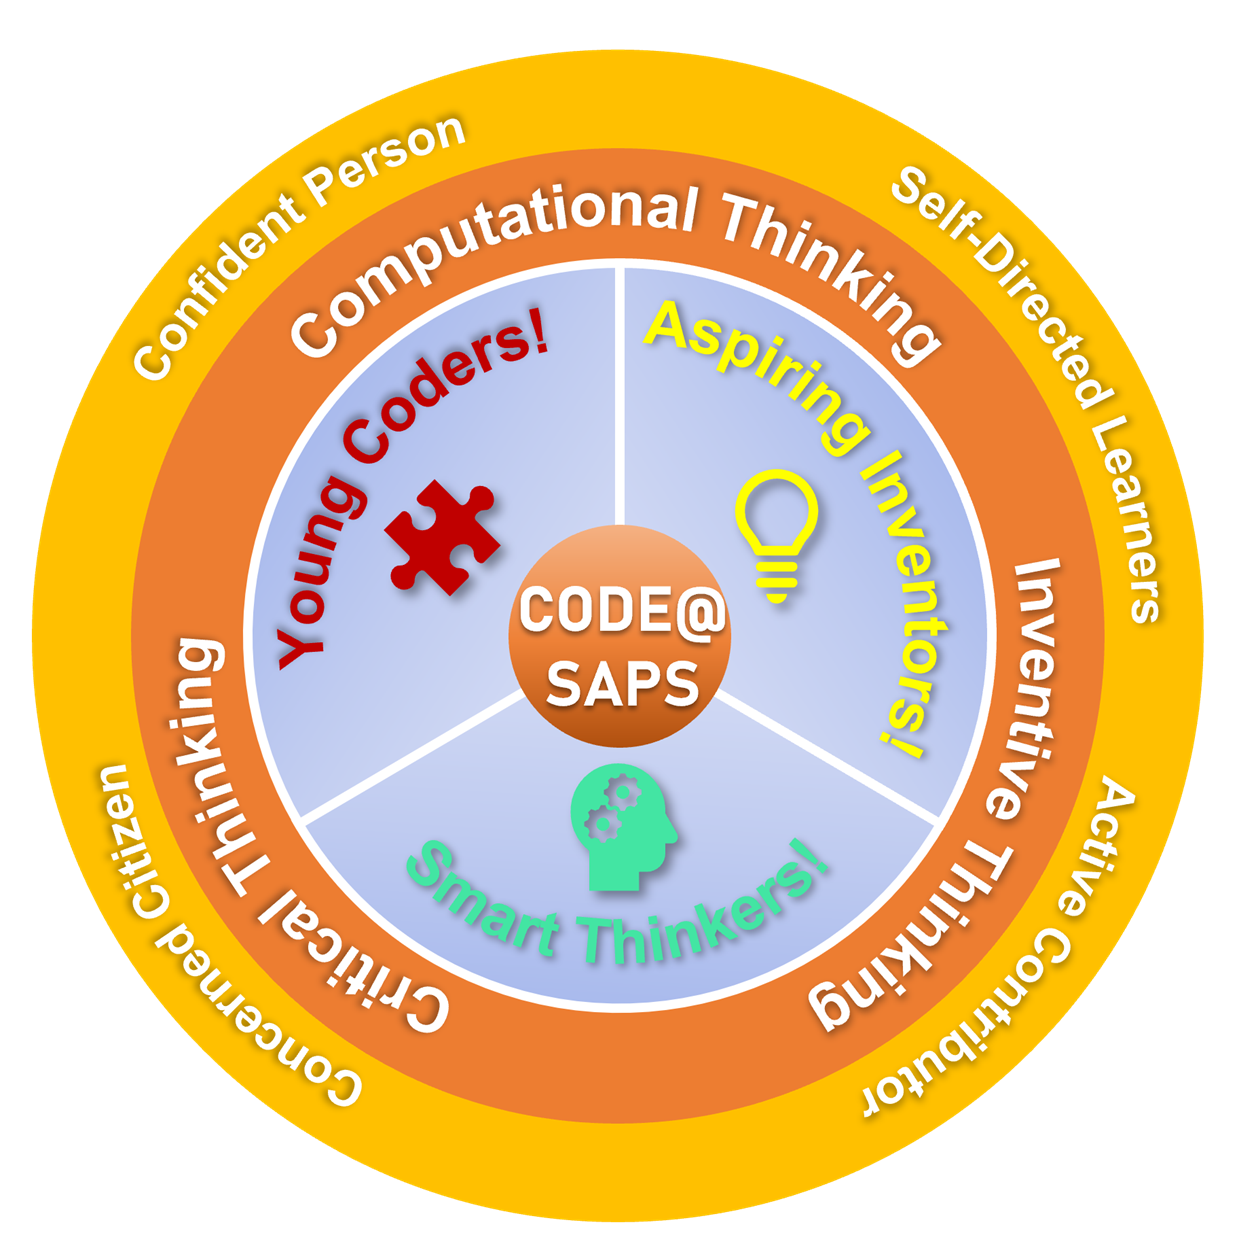 Confident Person
Self-Directed Learners
Computational Thinking
Young Coders!
Aspiring Inventors!
CODE@
SAPS
Inventive Thinking
Critical Thinking
Smart Thinkers!
Concerned Citizen
Active Contributor